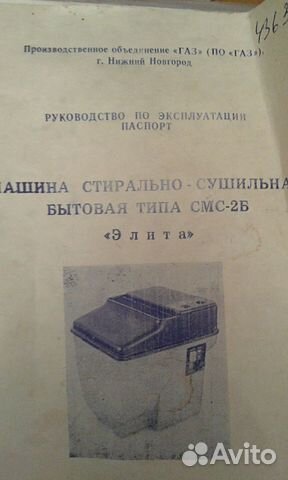 Производственное объединение «ГАЗ» (ПО «ГАЗ»),
г. Нижний Новгород
РУКОВОДСТВО ПО ЭКСПЛУАТАЦИИ
ПАСПОРТ
МАШИНА СТИРАЛЬНО-СУШИЛЬНА
БЫТОВАЯ ТИПА СМС-2Б
«Элита»
Avito